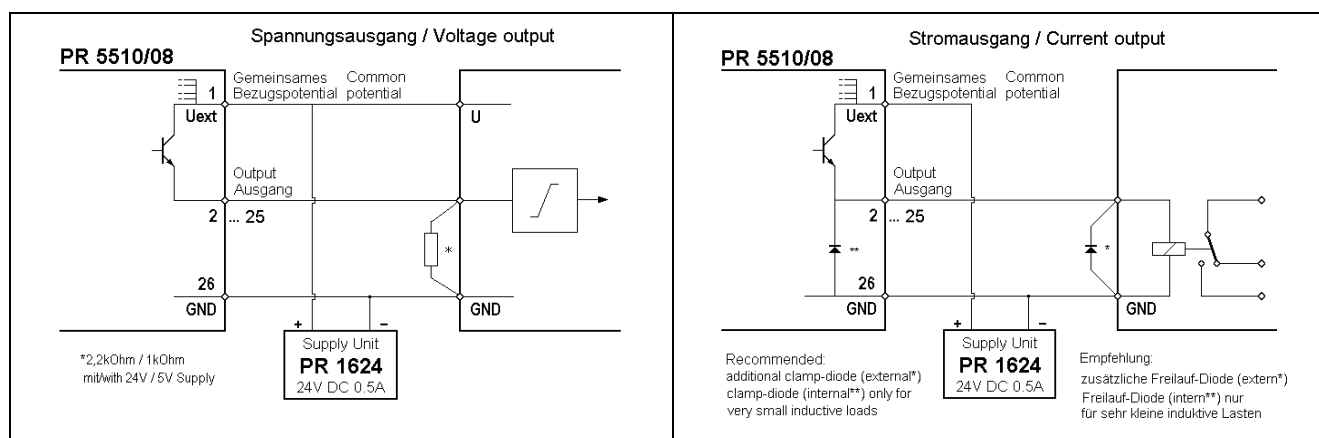 Spannungsausgang / Voltage output
PR 5510/08
Gemeinsames Common
Bezugspotential potential
1
Uext
U
Output
Ausgang
2 ... 25
*
26
GND
GND
+ –
Supply Unit
PR 1624
24V DC 0.5A
*2,2kOhm / 1kOhm
mit/with 24V / 5V Supply
Stromausgang / Current output
PR 5510/08
Gemeinsames Common
Bezugspotential potential
1
Uext
Output
Ausgang
2 ... 25
**
*
26
GND
GND
+ –
Supply Unit
PR 1624
24V DC 0.5A
Recommended:
additional clamp-diode (external*)
clamp-diode (internal**) only for
very small inductive loads
Empfehlung:
zusätzliche Freilauf-Diode (extern*)
Freilauf-Diode (intern**) nur
für sehr kleine induktive Lasten